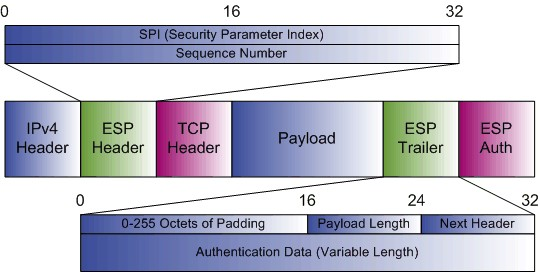 0 16 32
SPI (Security Parameter Index)
Sequence Number
IPv4 Header
ESP Header
TCP Header
Payload
ESP Trailer
ESP Auth
0 16 24 32
0-255 Octets of Padding
Payload Length
Next Header
Authentication Data (Variable Length)